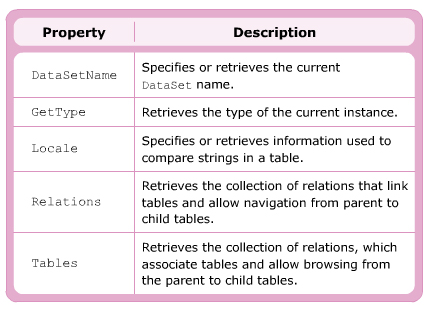 Property Description
DataSetName
Specifies or retrieves the current
DataSet name.
GetType
Retrieves the type of the current instance.
Locale
Specifies or retrieves information used to
compare strings in a table.
Relations
Retrieves the collection of relations that link
tables and allow navigation from parent to
child tables.
Tables
Retrieves the collection of relations, which
associate tables and allow browsing from
the parent to child tables.